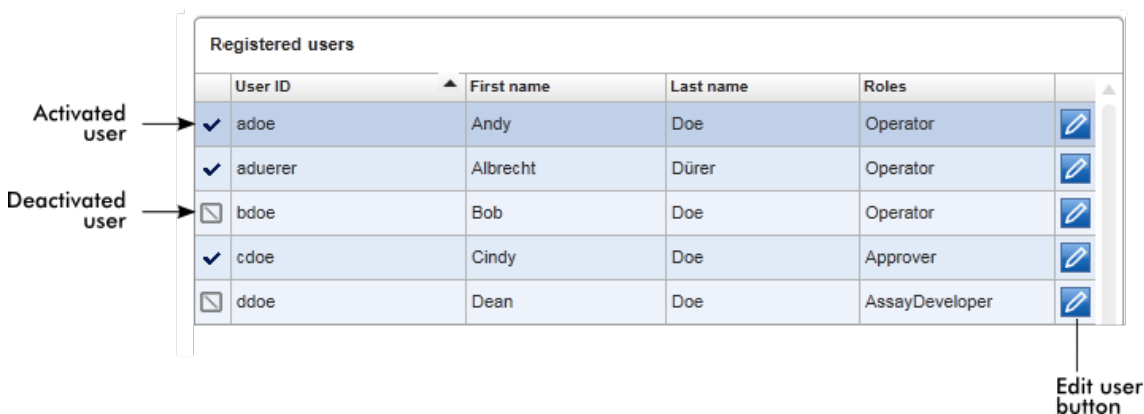 Registered users
User ID First name Last name Roles
Activated
user
adoe Andy Doe Operator
aduerer Albrecht Dürer Operator
Deactivated
user
bdoe Bob Doe Operator
cdoe Cindy Doe Approver
ddoe Dean Doe AssayDeveloper
Edit user
button